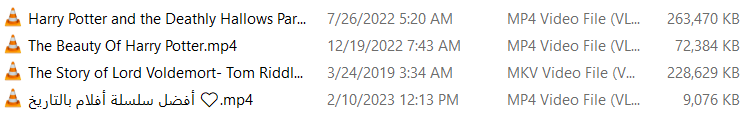 Harry Potter and the Deathly Hallows Par... 7/26/2022 5:20 AM MP4 Video File (VL... 263,470 KB
The Beauty Of Harry Potter.mp4 12/19/2022 7:43 AM MP4 Video File (VL... 72,384 KB
The Story of Lord Voldemort- Tom Riddl... 3/24/2019 3:34 AM MKV Video File (V... 228,629 KB
أفضل سلسلة أفلام بالتاريخ ♡.mp4 2/10/2023 12:13 PM MP4 Video File (VL... 9,076 KB